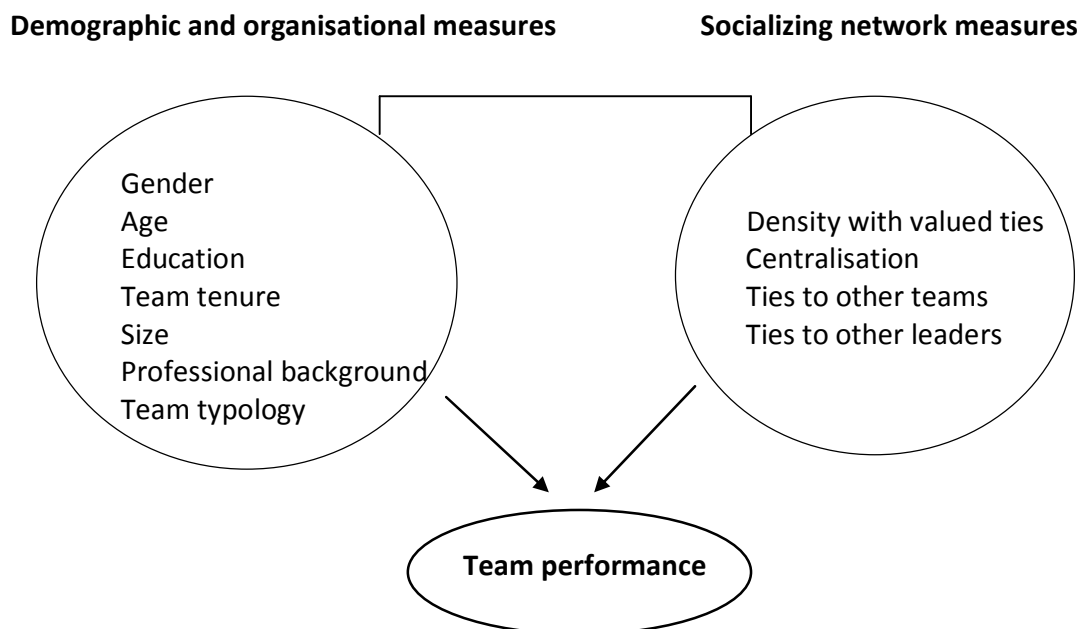 Demographic and organisational measures
Socializing network measures
Gender
Age
Education
Team tenure
Size
Professional background
Team typology
Density with valued ties
Centralisation
Ties to other teams
Ties to other leaders
Team performance